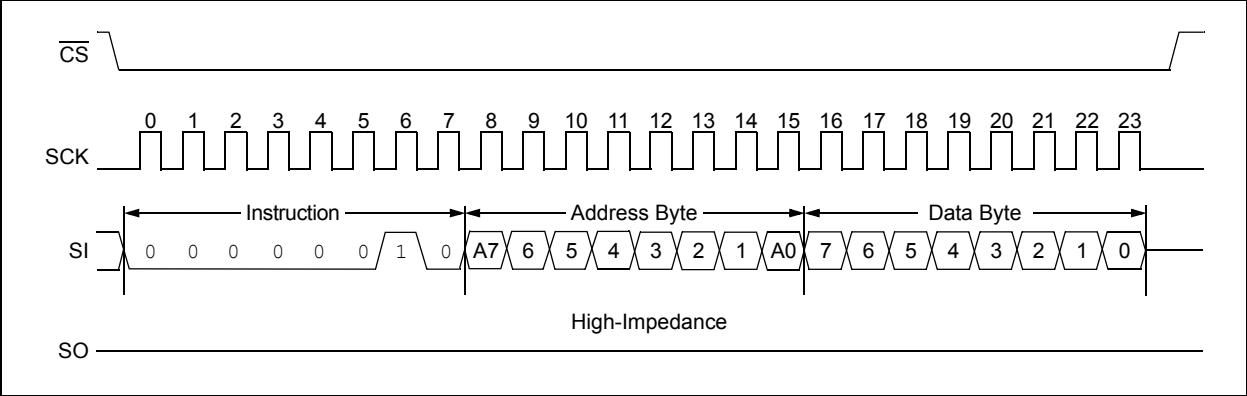 CS
0 1 2 3 4 5 6 7 8 9 10 11 12 13 14 15 16 17 18 19 20 21 22 23
SCK
Instruction Address Byte Data Byte
SI 0 0 0 0 0 0 1 0 A7 6 5 4 3 2 1 A0 7 6 5 4 3 2 1 0
High-Impedance
SO